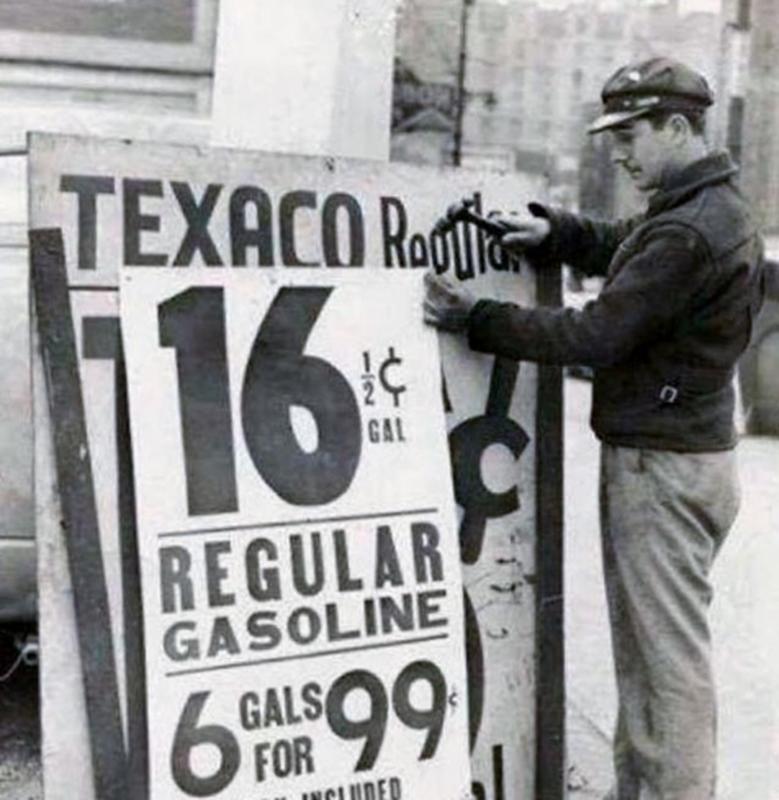 TEXACO Regular
16 ½ ¢
GAL
¢
REGULAR
GASOLINE
6 GALS FOR 99¢
INCLUDED